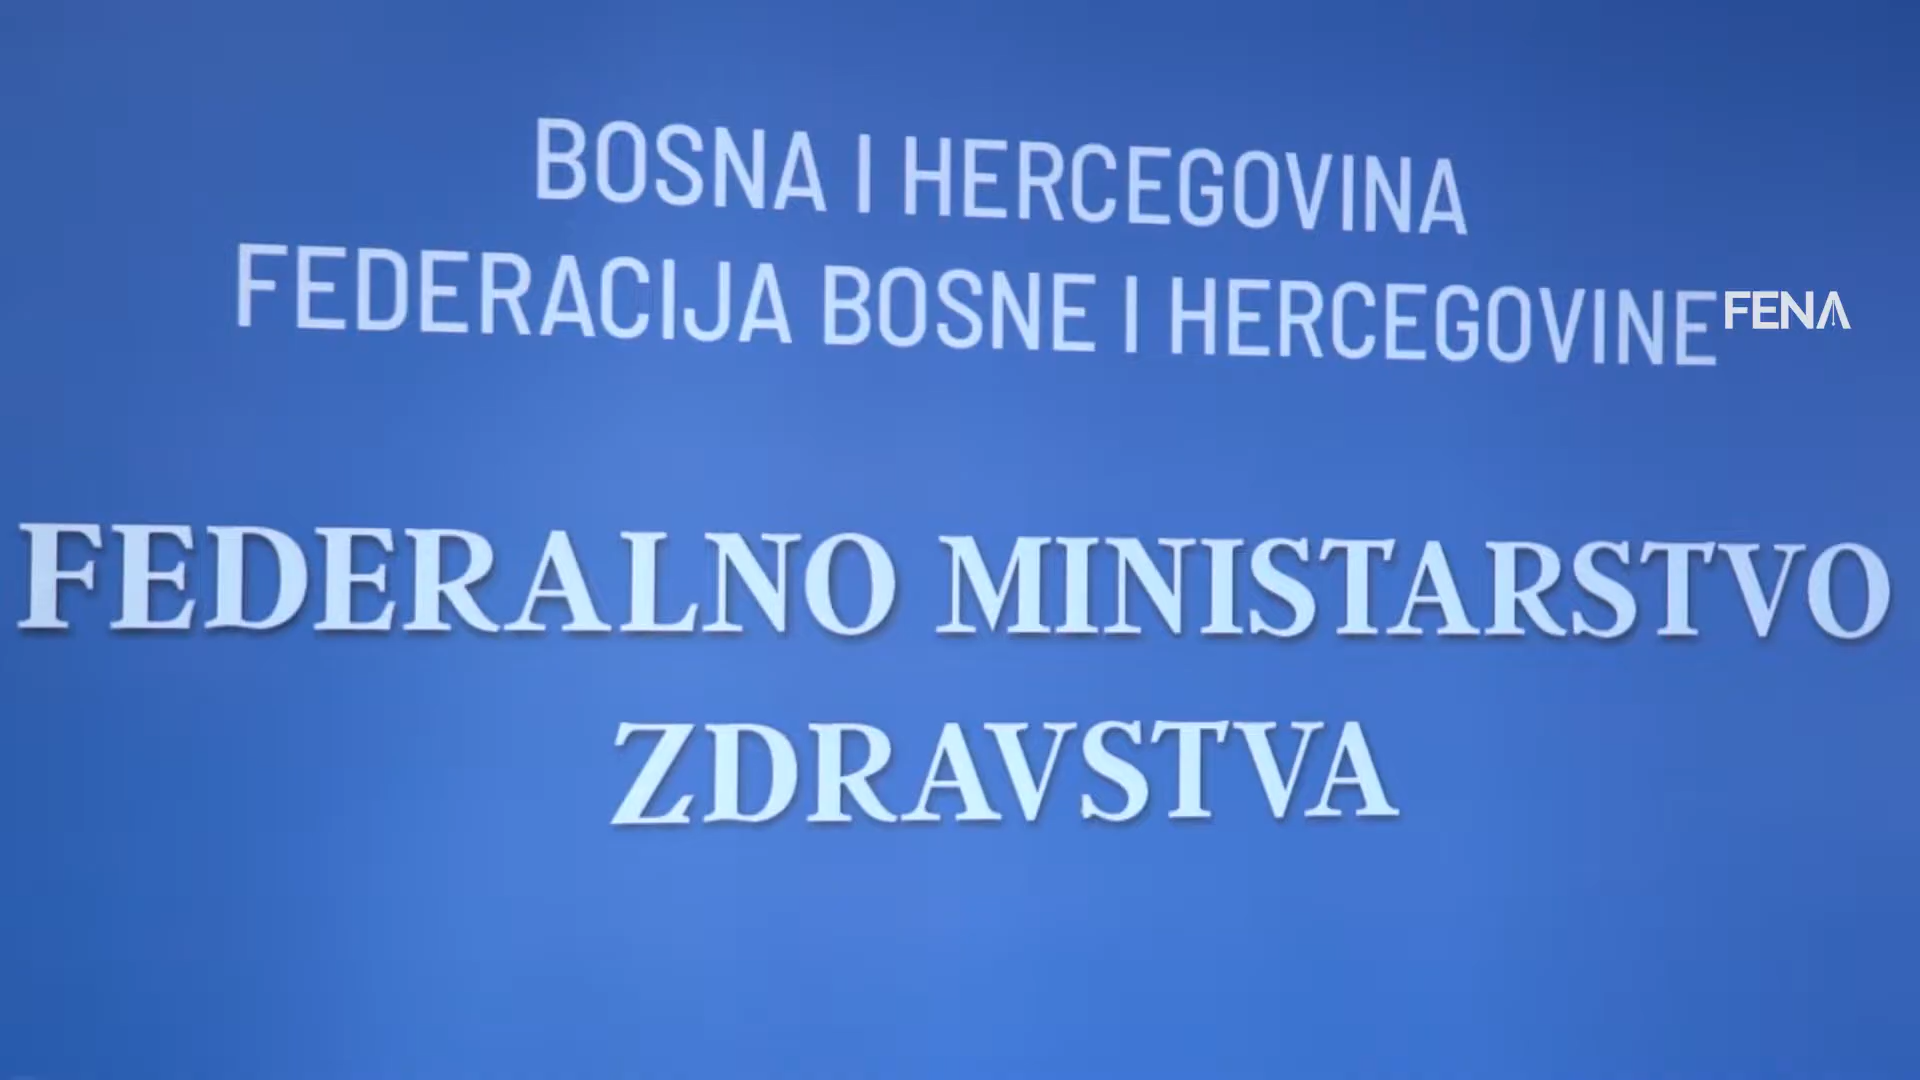 BOSNA I HERCEGOVINA
FEDERACIJA BOSNE I HERCEGOVINE
FENA
FEDERALNO MINISTARSTVO
ZDRAVSTVA